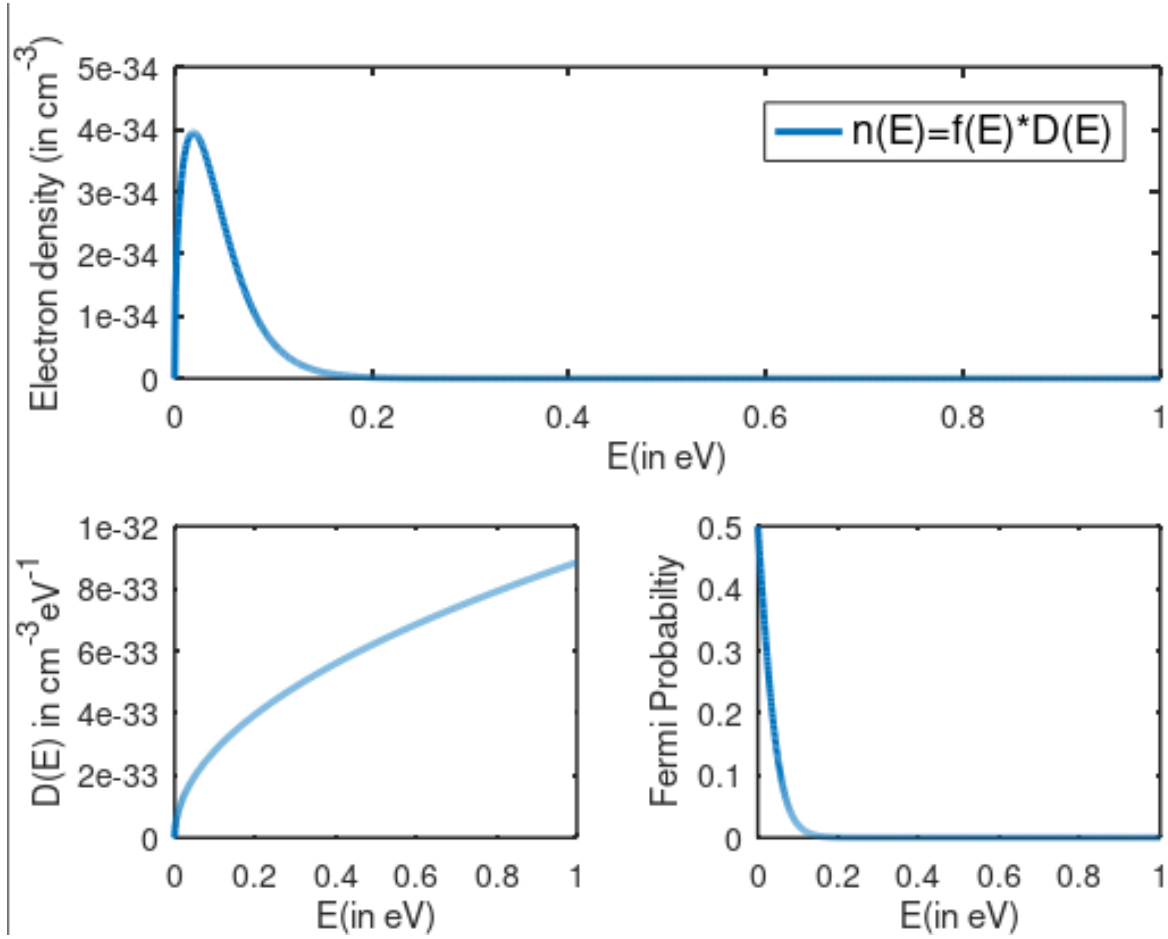 Electron density (in cm⁻³)
5e-34
4e-34
3e-34
2e-34
1e-34
0
n(E)=f(E)*D(E)
0 0.2 0.4 0.6 0.8 1
E(in eV)
D(E) in cm⁻³eV⁻¹
1e-32
8e-33
6e-33
4e-33
2e-33
0
0 0.2 0.4 0.6 0.8 1
E(in eV)
Fermi Probabiltiy
0.5
0.4
0.3
0.2
0.1
0
0 0.2 0.4 0.6 0.8 1
E(in eV)